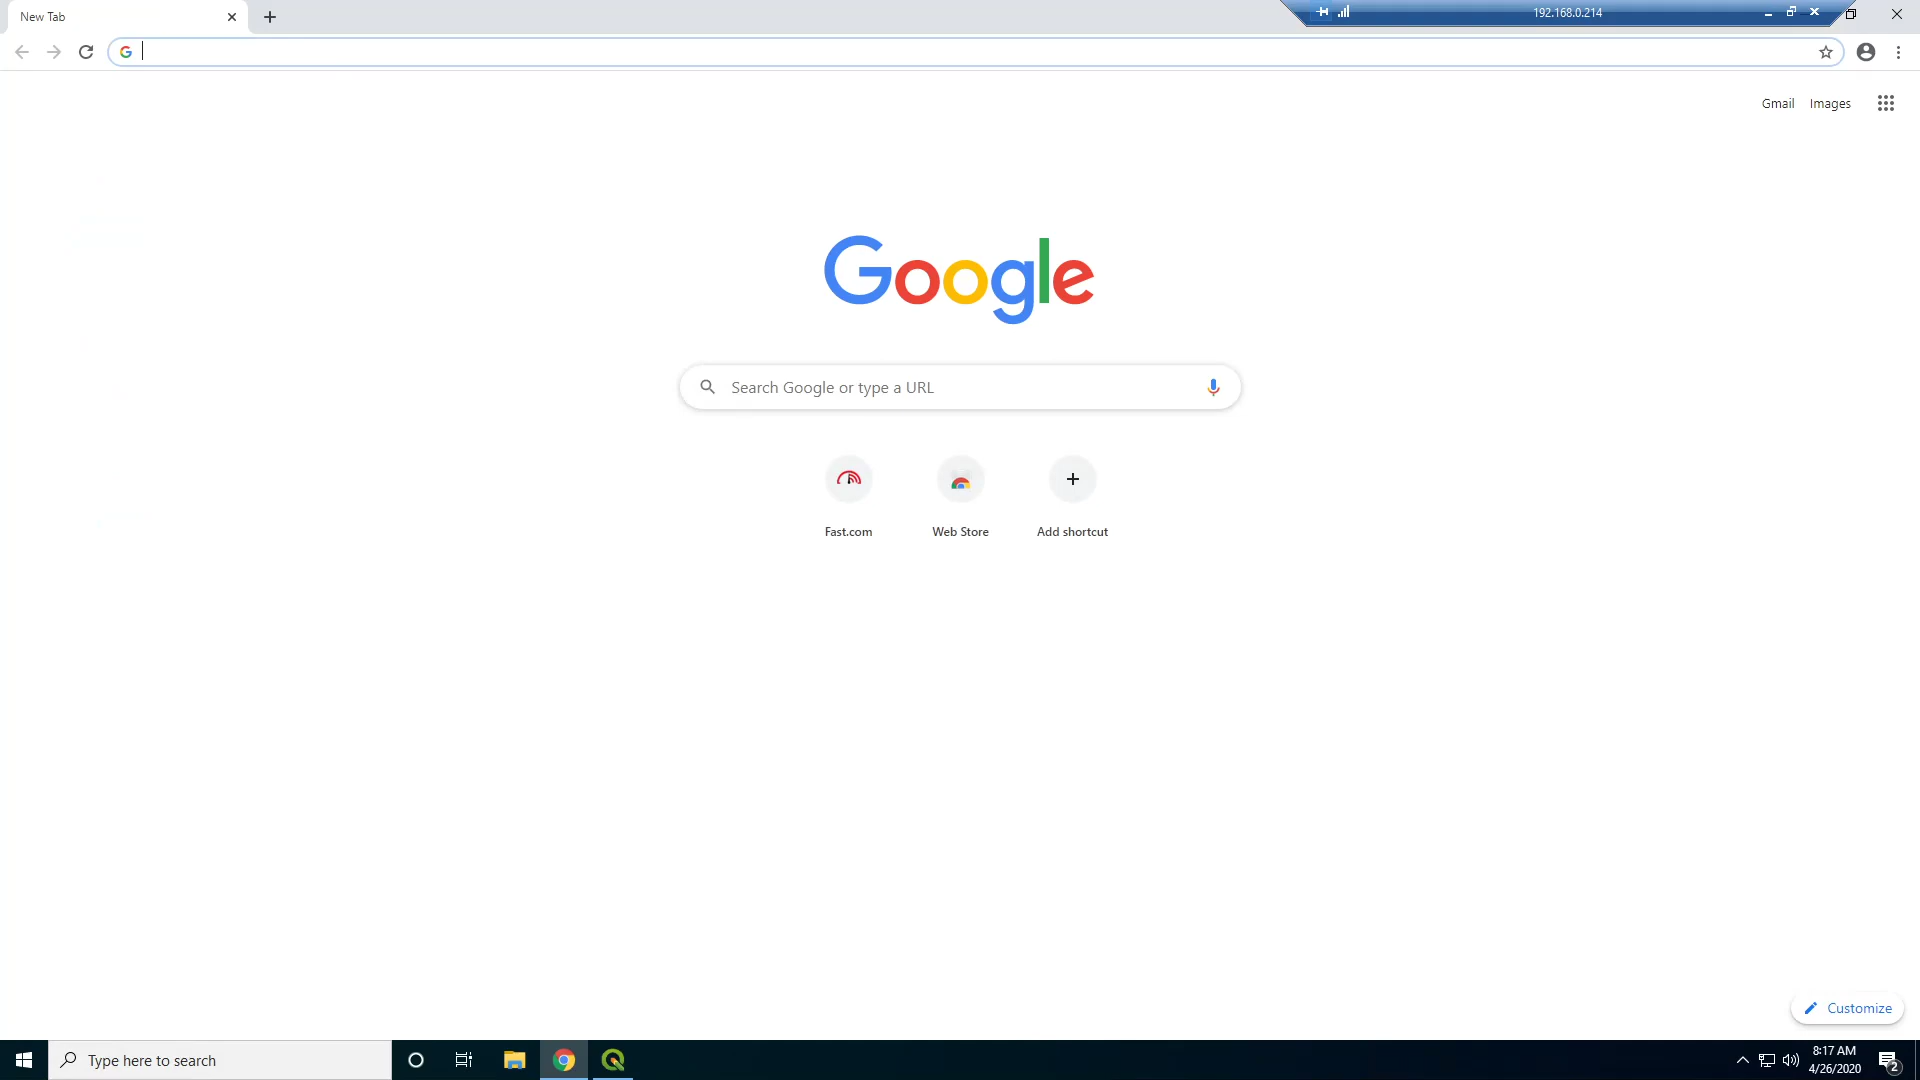 New Tab
192.168.0.214
Gmail Images
Google
Search Google or type a URL
Fast.com Web Store Add shortcut
Customize
Type here to search
8:17 AM
4/26/2020
2